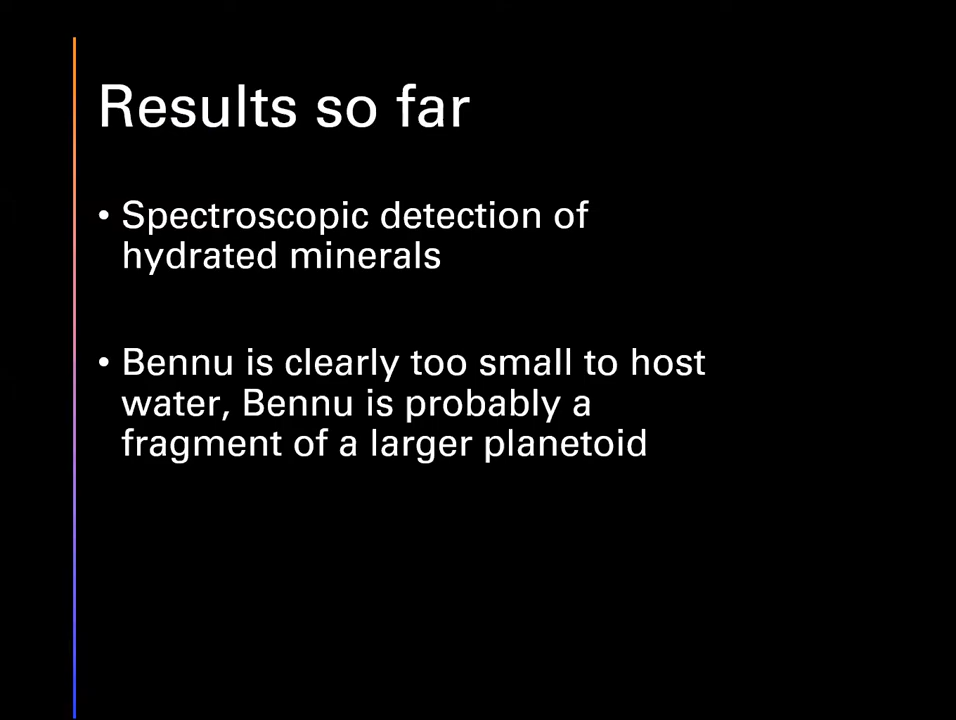 Results so far
• Spectroscopic detection of
hydrated minerals
• Bennu is clearly too small to host
water, Bennu is probably a
fragment of a larger planetoid